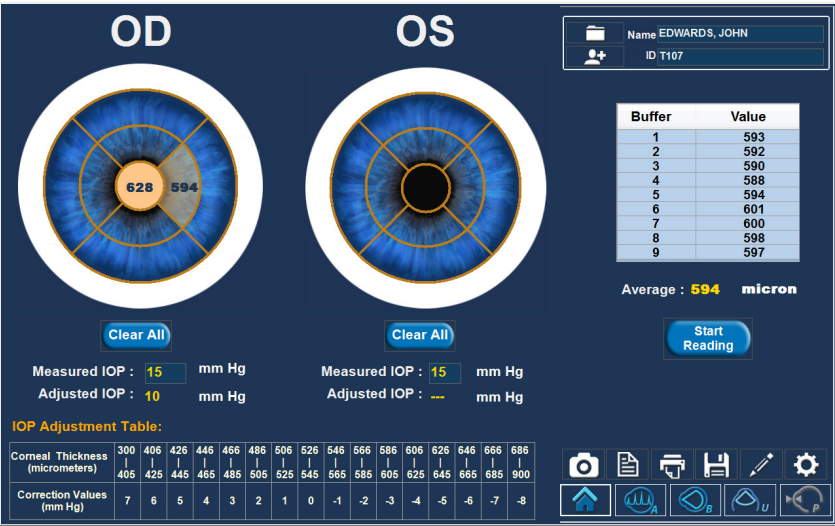 OD
OS
Name EDWARDS, JOHN
ID T107
628 594
Buffer Value
1 593
2 592
3 590
4 588
5 594
6 601
7 600
8 598
9 597
Average : 594 micron
Clear All
Clear All
Start
Reading
Measured IOP : 15 mm Hg
Adjusted IOP : 10 mm Hg
Measured IOP : 15 mm Hg
Adjusted IOP : --- mm Hg
IOP Adjustment Table:
Corneal Thickness (micrometers) 300 | 405 406 | 425 426 | 445 446 | 465 466 | 485 486 | 505 506 | 525 526 | 545 546 | 565 566 | 585 586 | 605 606 | 625 626 | 645 646 | 665 666 | 685 686 | 900
Correction Values (mm Hg) 7 6 5 4 3 2 1 0 -1 -2 -3 -4 -5 -6 -7 -8
A B U P